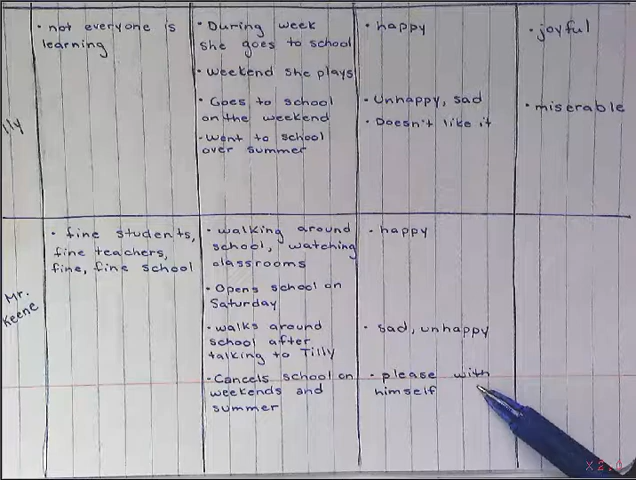 • not everyone is
learning
• During week
she goes to school
• weekend she plays
• Goes to school
on the weekend
• Went to school
over summer
• happy
• unhappy, sad
• Doesn't like it
• joyful
• miserable
lly
• fine students,
fine teachers,
fine, fine school
• walking around
school, watching
classrooms
• Opens school on
Saturday
• walks around
school after
talking to Tilly
• Cancels school on
weekends and
summer
• happy
• sad, unhappy
• please with
himself
Mr.
Keene
x2.0